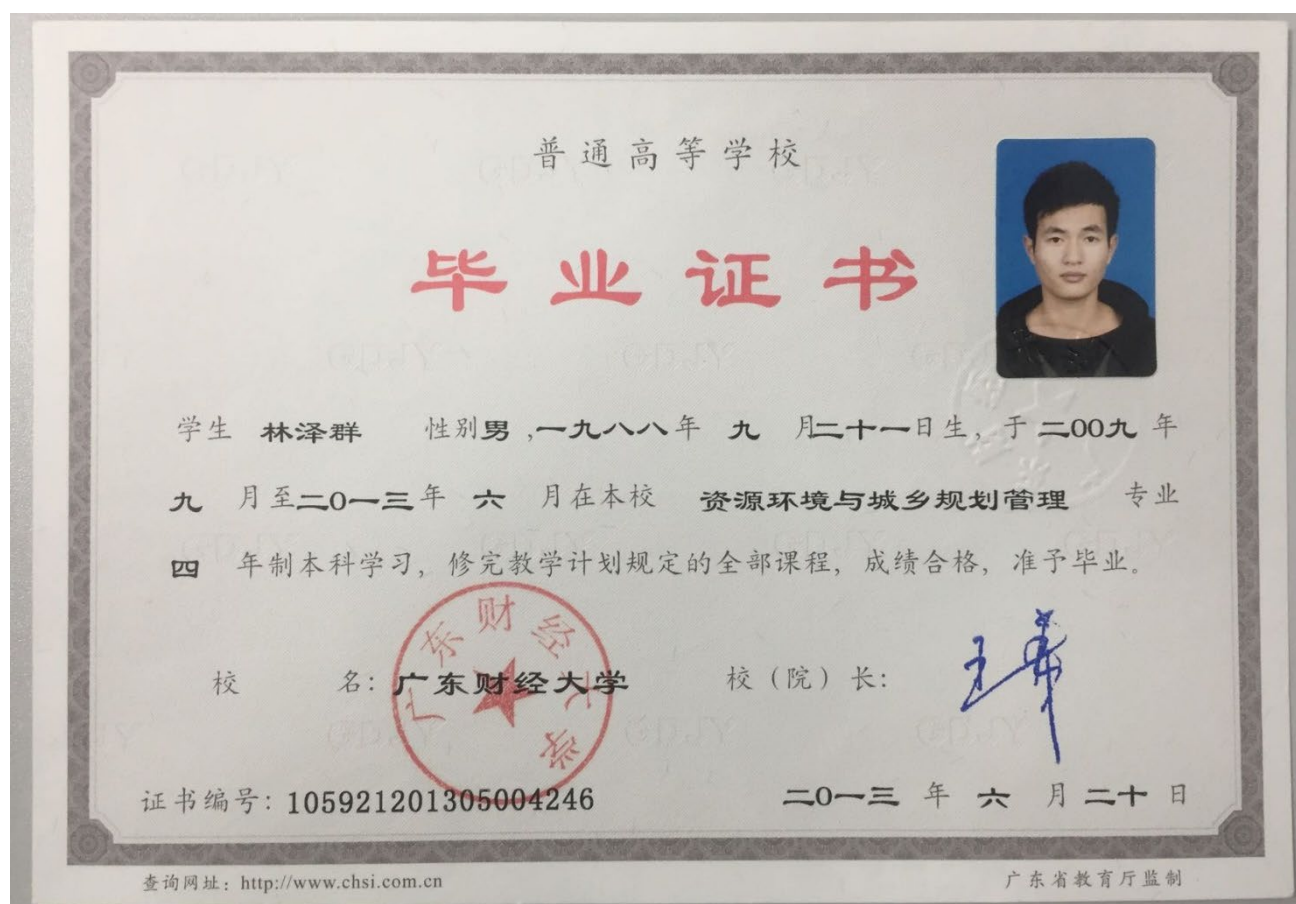 普通高等学校
毕业证书
学生 林泽群 性别男,一九八八年 九 月二十一日生，于二00九 年
九 月至二0一三年 六 月在本校 资源环境与城乡规划管理 专业
四 年制本科学习，修完教学计划规定的全部课程，成绩合格，准予毕业。
校 名：广东财经大学 校（院）长：
广东财经大学
证书编号：105921201305004246 二0一三 年 六 月 二十 日
查询网址：http://www.chsi.com.cn 广东省教育厅监制